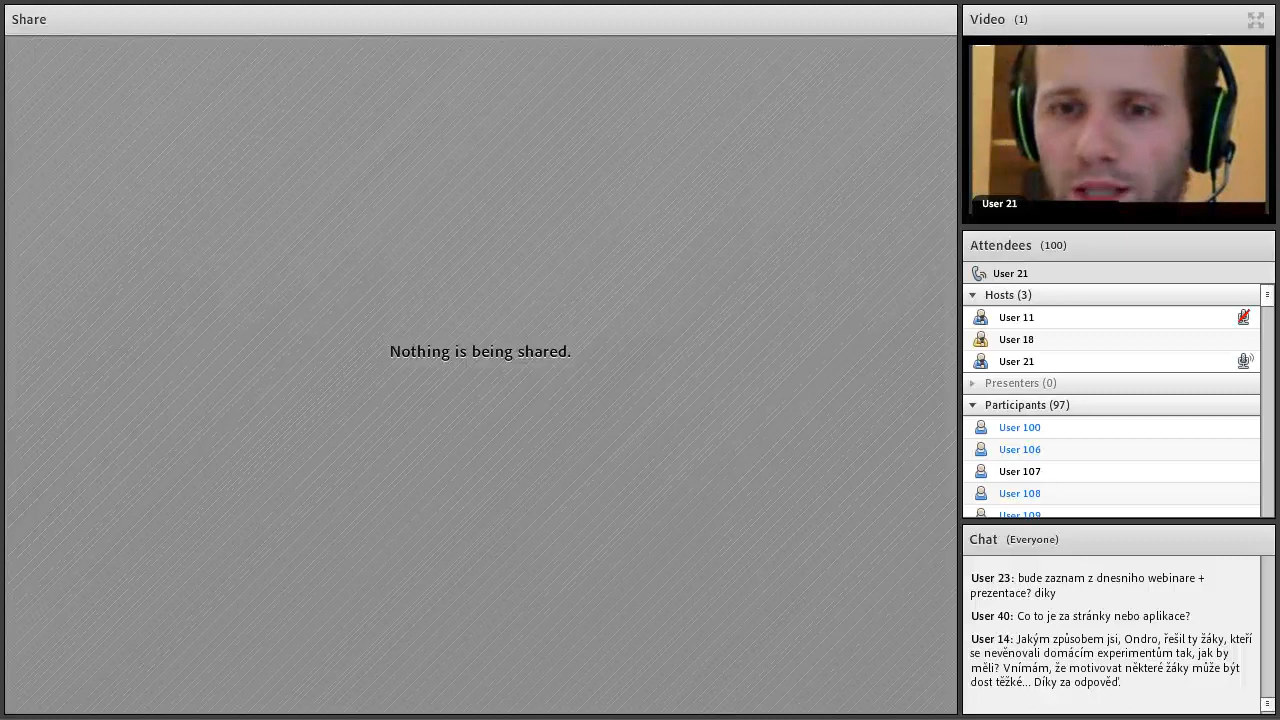 Share
Nothing is being shared.
Video (1)
User 21
Attendees (100)
User 21
Hosts (3)
User 11
User 18
User 21
Presenters (0)
Participants (97)
User 100
User 106
User 107
User 108
User 109
Chat (Everyone)
User 23: bude zaznam z dnesniho webinare +
prezentace? diky
User 40: Co to je za stránky nebo aplikace?
User 14: Jakým způsobem jsi, Ondro, řešil ty žáky, kteří
se nevěnovali domácím experimentům tak, jak by
měli? Vnímám, že motivovat některé žáky může být
dost těžké... Díky za odpověď.